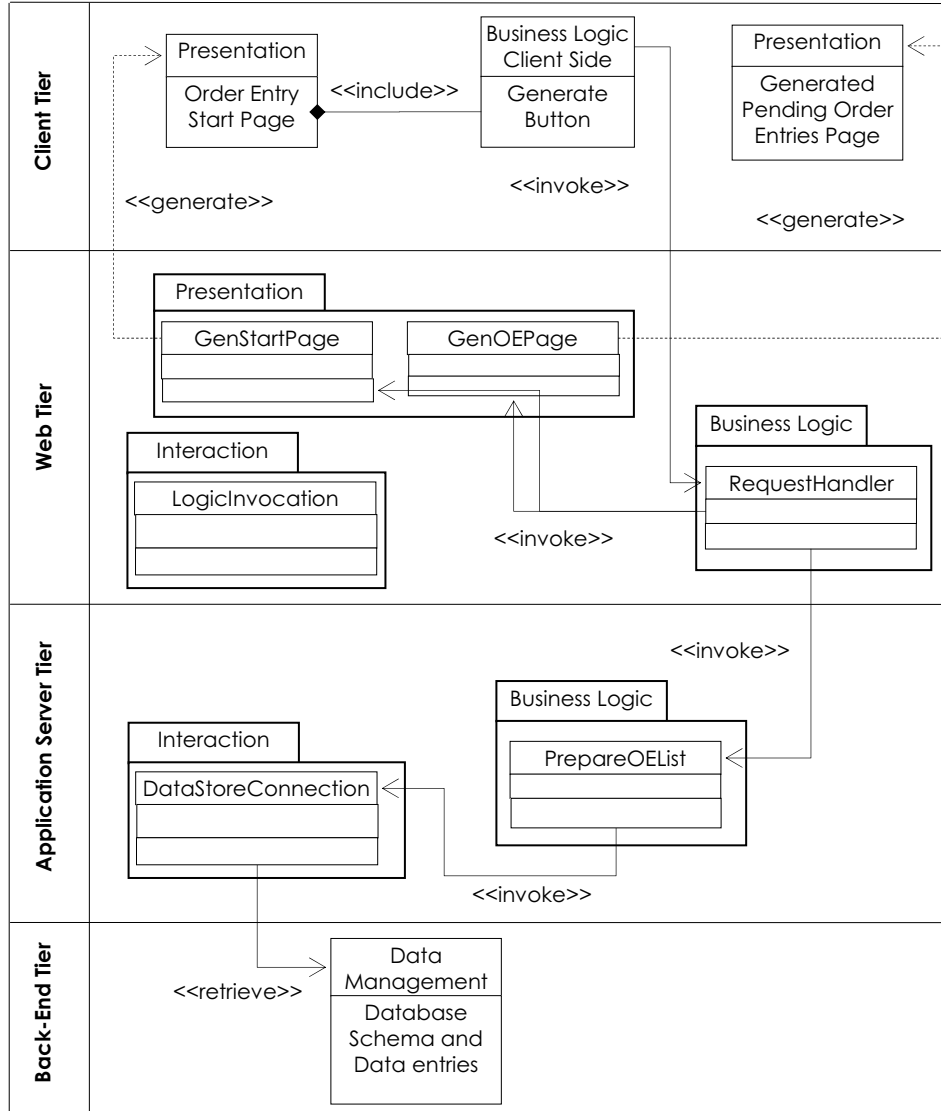 Client Tier
Presentation
Order Entry
Start Page
<<include>>
Business Logic
Client Side
Generate
Button
Presentation
Generated
Pending Order
Entries Page
<<generate>>
<<invoke>>
<<generate>>
Web Tier
Presentation
GenStartPage
GenOEPage
Interaction
LogicInvocation
Business Logic
RequestHandler
<<invoke>>
Application Server Tier
<<invoke>>
Business Logic
PrepareOEList
Interaction
DataStoreConnection
<<invoke>>
Back-End Tier
<<retrieve>>
Data
Management
Database
Schema and
Data entries